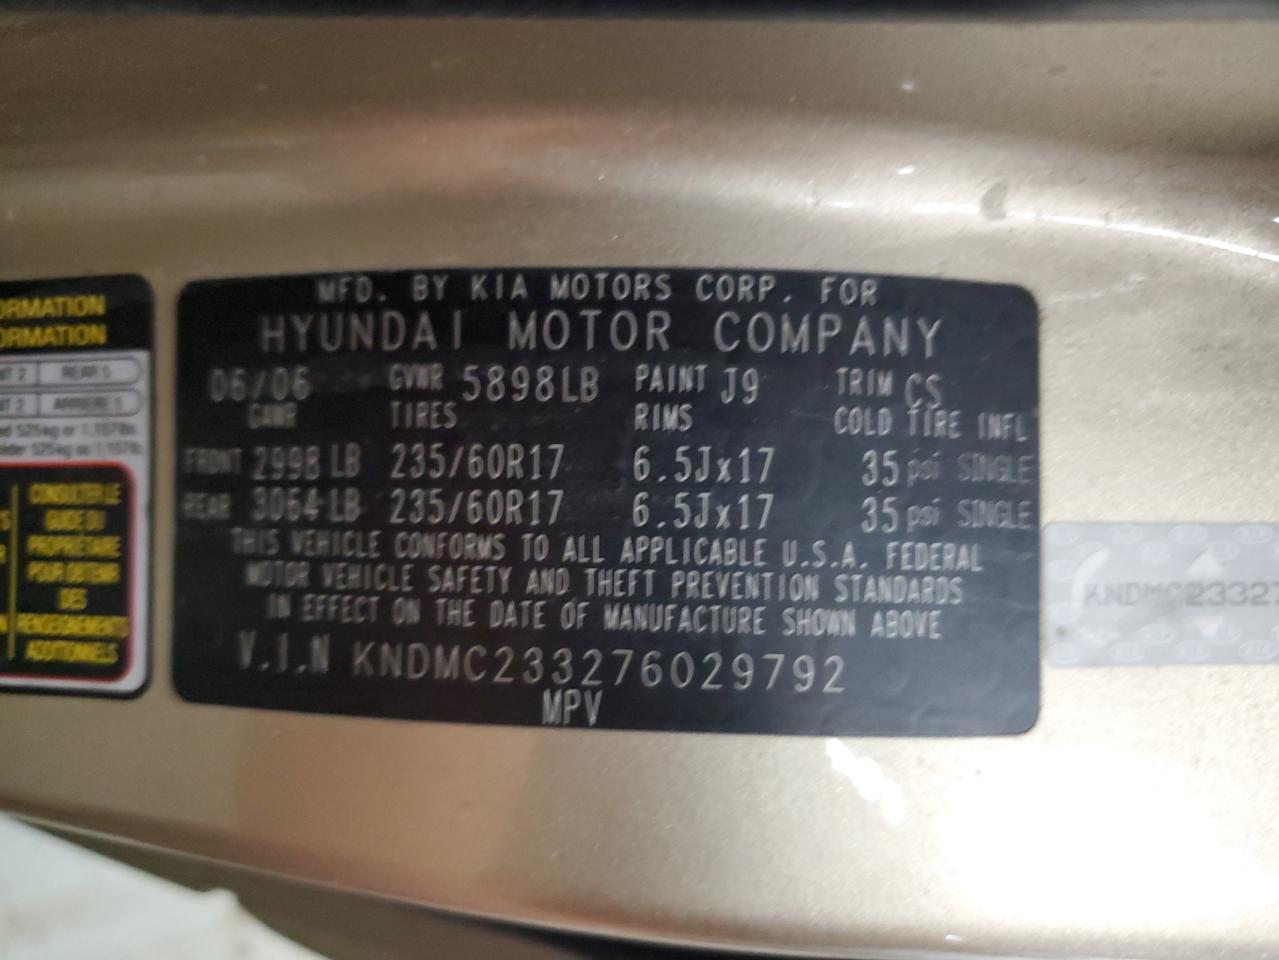 ORMATION
ORMATION
REAR 5
ARRIERE 5
CONSULTER LE
GUIDE DU
PROPRIÉTAIRE
POUR OBTENIR
DES
RENSEIGNEMENTS
ADDITIONNELS
MFD. BY KIA MOTORS CORP. FOR
HYUNDAI MOTOR COMPANY
06/06 GVWR 5898LB PAINT J9 TRIM CS
GAWR TIRES RIMS COLD TIRE INFL
FRONT 2998 LB 235/60R17 6.5Jx17 35 psi SINGLE
REAR 3064 LB 235/60R17 6.5Jx17 35 psi SINGLE
THIS VEHICLE CONFORMS TO ALL APPLICABLE U.S.A. FEDERAL
MOTOR VEHICLE SAFETY AND THEFT PREVENTION STANDARDS
IN EFFECT ON THE DATE OF MANUFACTURE SHOWN ABOVE
V.I.N KNDMC233276029792
MPV
KNDMC23327